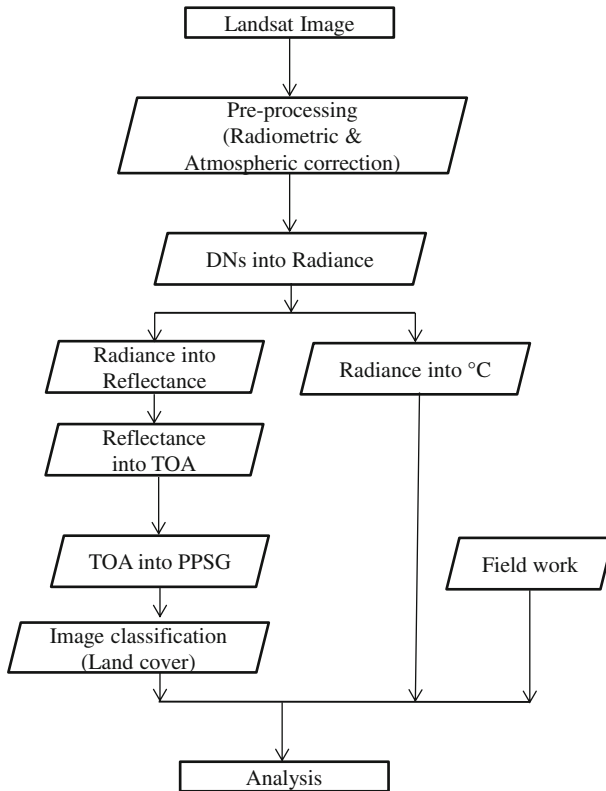 Landsat Image
Pre-processing
(Radiometric &
Atmospheric correction)
DNs into Radiance
Radiance into
Reflectance
Radiance into °C
Reflectance
into TOA
TOA into PPSG
Field work
Image classification
(Land cover)
Analysis